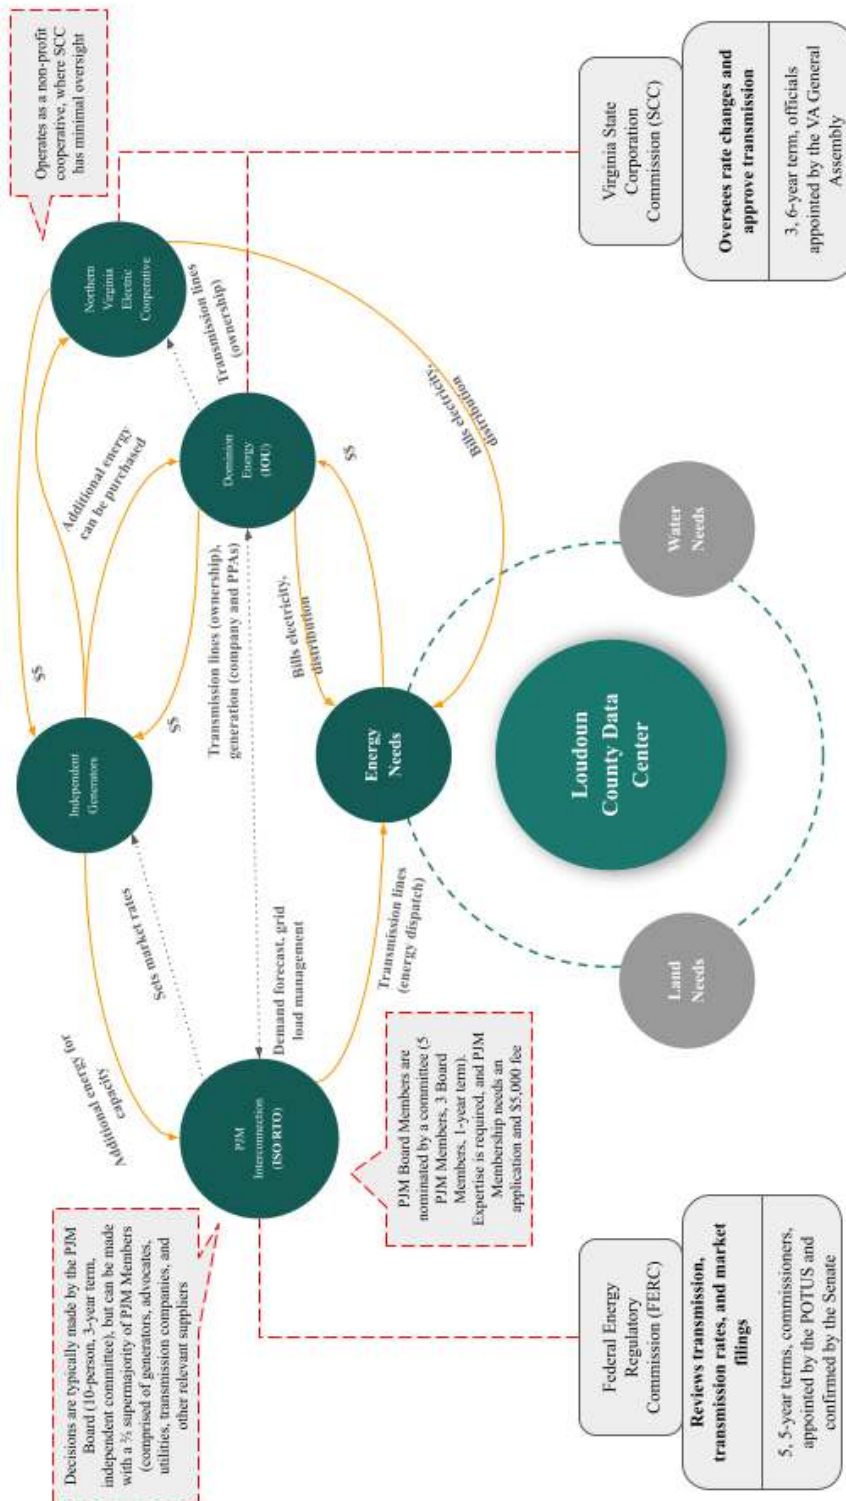 Decisions are typically made by the PJM
Board (10-person, 3-year term,
independent committee), but can be made
with a ⅔ supermajority of PJM Members
(comprised of generators, advocates,
utilities, transmission companies, and
other relevant suppliers
Additional energy for
capacity
Sets market rates
Independent
Generators
$$
$$
Additional energy
can be purchased
Northern
Virginia
Electric
Cooperative
Operates as a non-profit
cooperative, where SCC
has minimal oversight
PJM
Interconnection
(ISO RTO)
Demand forecast, grid
load management
Transmission lines (ownership),
generation (company and PPAs)
Dominion
Energy
(IOU)
Transmission lines
(ownership)
PJM Board Members are
nominated by a committee (5
PJM Members, 3 Board
Members, 1-year term).
Expertise is required, and PJM
Membership needs an
application and $5,000 fee
Transmission lines
(energy dispatch)
Energy
Needs
Bills electricity,
distribution
$$
Bills electricity,
distribution
Loudoun
County Data
Center
Land
Needs
Water
Needs
Federal Energy
Regulatory
Commission (FERC)
Reviews transmission,
transmission rates, and market
filings
5, 5-year terms, commissioners,
appointed by the POTUS and
confirmed by the Senate
Virginia State
Corporation
Commission (SCC)
Oversees rate changes and
approve transmission
3, 6-year term, officials
appointed by the VA General
Assembly